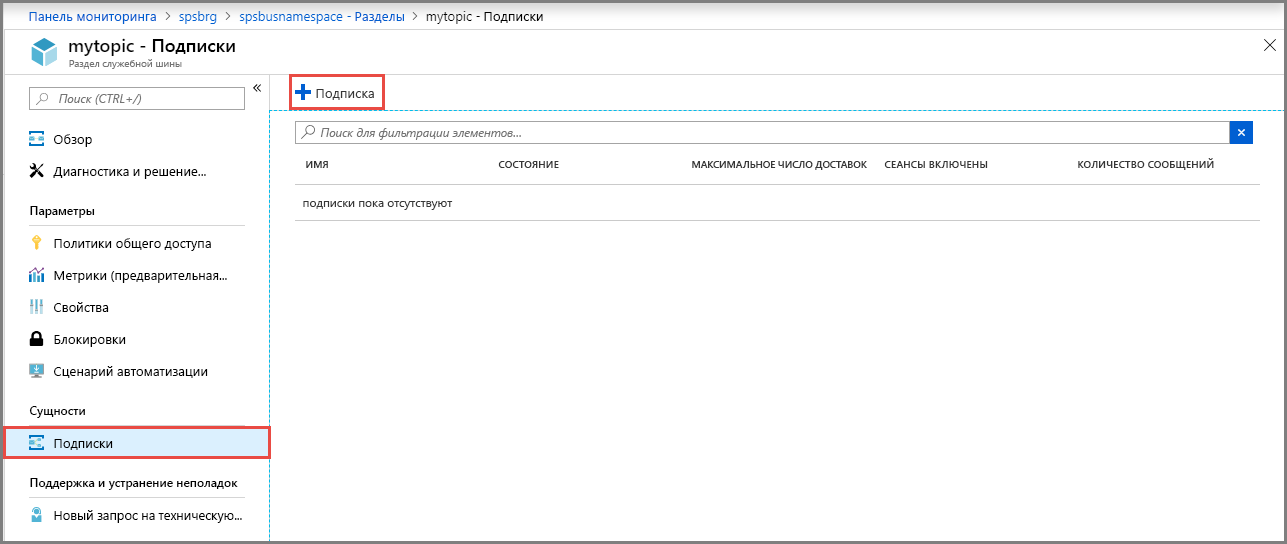 Панель мониторинга > spsbrg > spsbusnamespace - Разделы > mytopic - Подписки
mytopic - Подписки
Раздел служебной шины
Поиск (CTRL+/)
Обзор
Диагностика и решение...
Параметры
Политики общего доступа
Метрики (предварительная...
Свойства
Блокировки
Сценарий автоматизации
Сущности
Подписки
Поддержка и устранение неполадок
Новый запрос на техническую...
Подписка
Поиск для фильтрации элементов...
ИМЯ СОСТОЯНИЕ МАКСИМАЛЬНОЕ ЧИСЛО ДОСТАВОК СЕАНСЫ ВКЛЮЧЕНЫ КОЛИЧЕСТВО СООБЩЕНИЙ
подписки пока отсутствуют